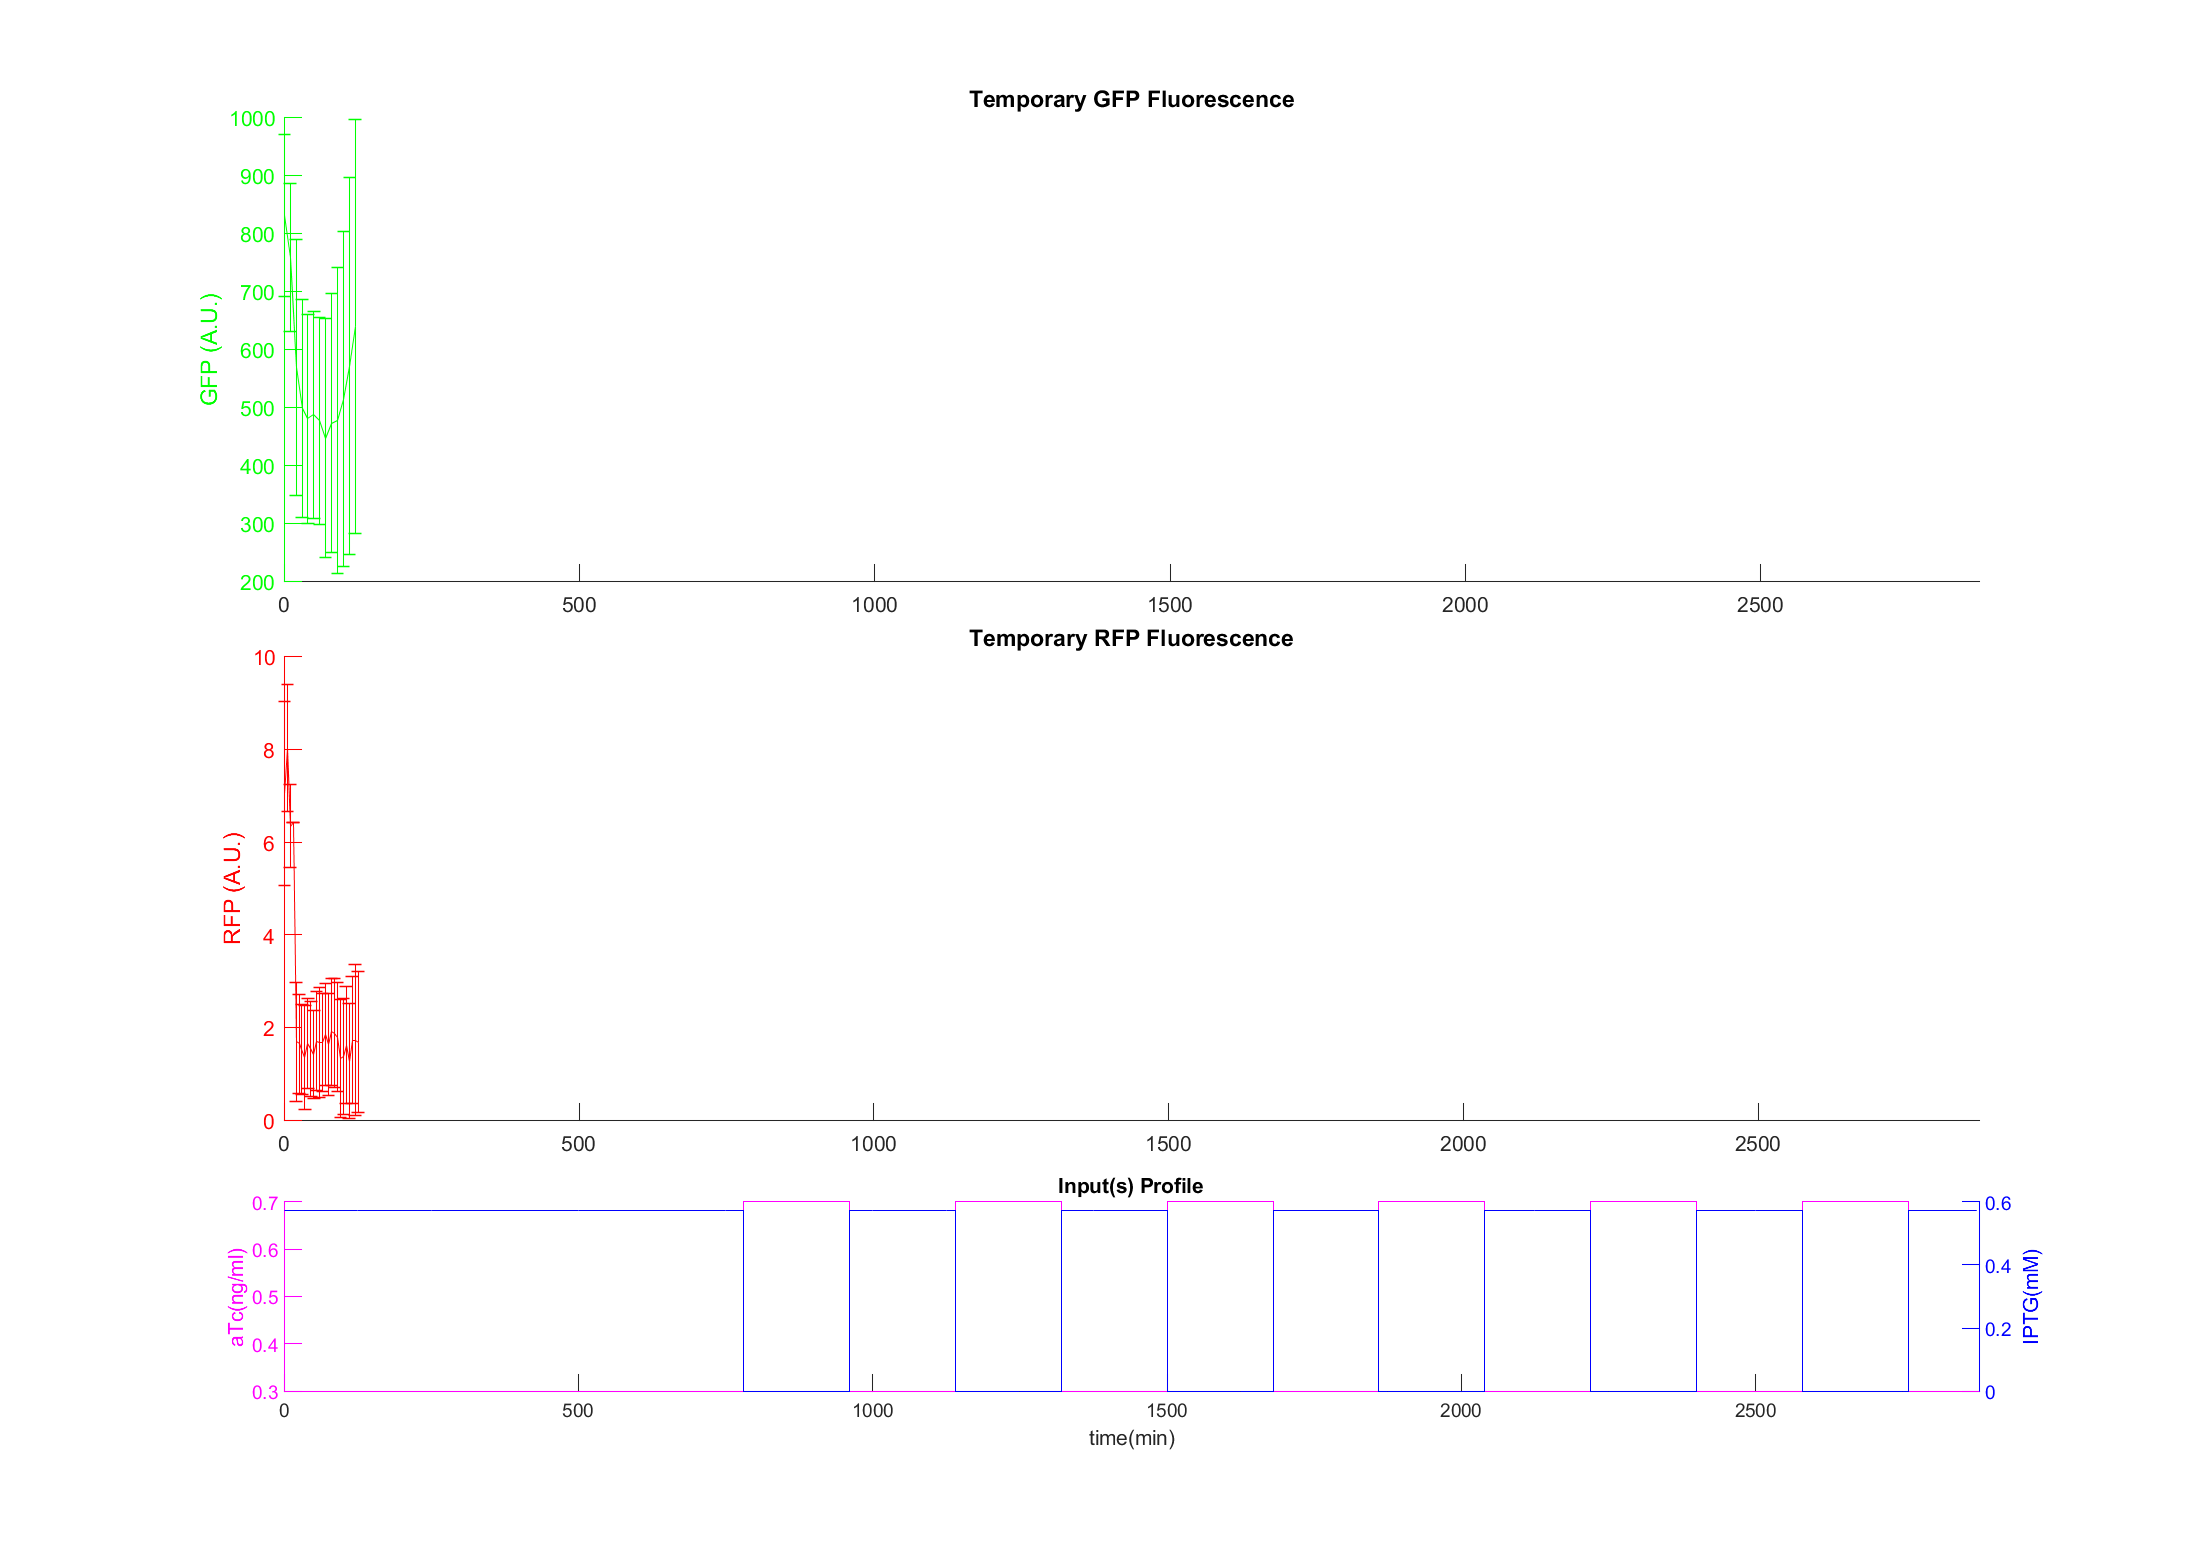 Temporary GFP Fluorescence
1000
900
800
700
600
500
400
300
200
GFP (A.U.)
0 500 1000 1500 2000 2500
Temporary RFP Fluorescence
10
8
6
4
2
0
RFP (A.U.)
0 500 1000 1500 2000 2500
Input(s) Profile
0.7
0.6
0.5
0.4
0.3
aTc(ng/ml)
0.6
0.4
0.2
0
IPTG(mM)
0 500 1000 1500 2000 2500
time(min)